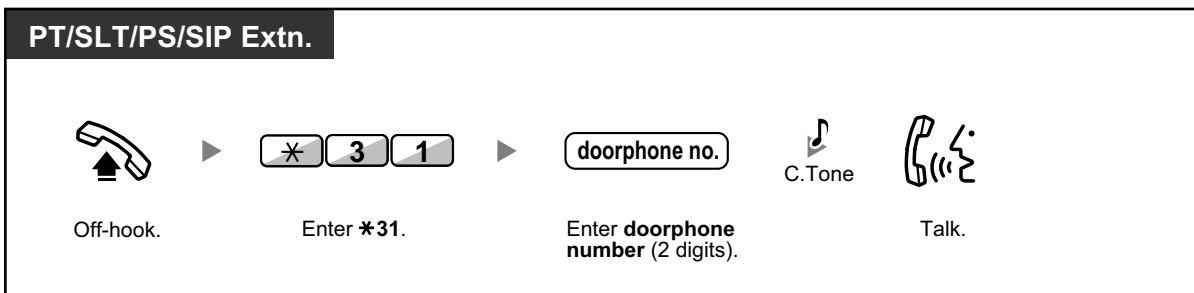 PT/SLT/PS/SIP Extn.
* 3 1
doorphone no.
C.Tone
Off-hook.
Enter *31.
Enter doorphone
number (2 digits).
Talk.